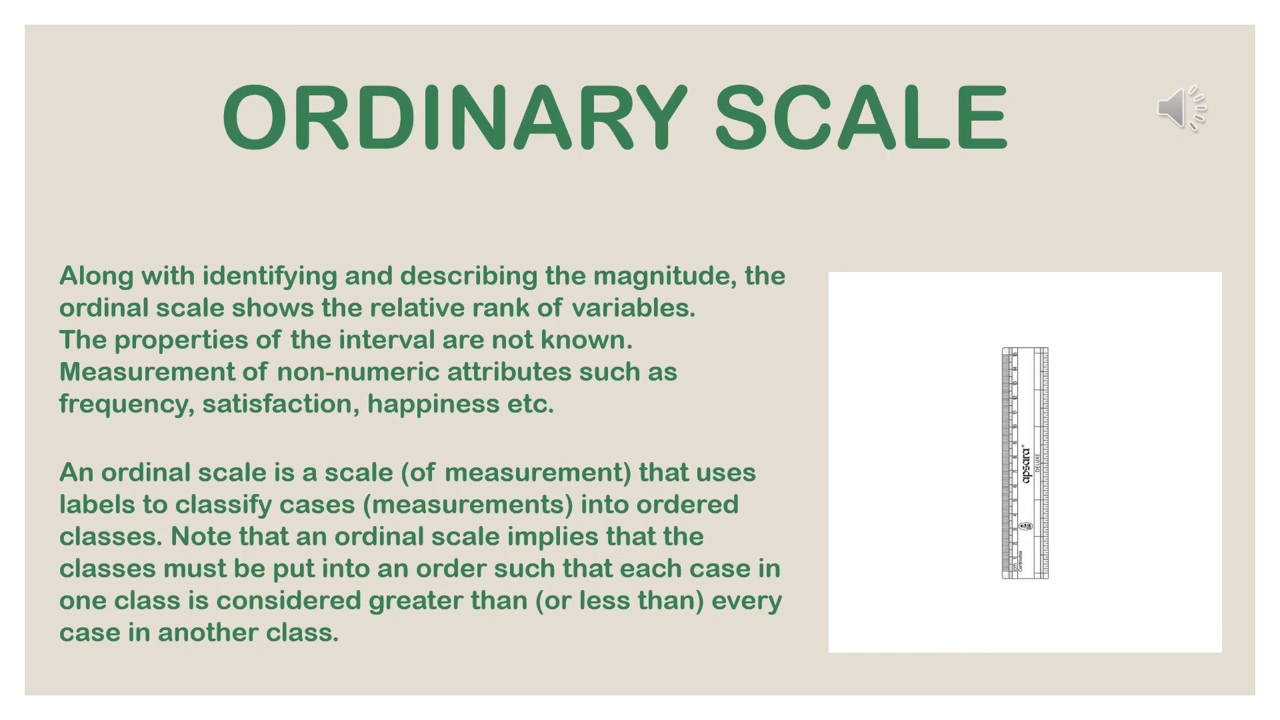 ORDINARY SCALE
Along with identifying and describing the magnitude, the
ordinal scale shows the relative rank of variables.
The properties of the interval are not known.
Measurement of non-numeric attributes such as
frequency, satisfaction, happiness etc.
An ordinal scale is a scale (of measurement) that uses
labels to classify cases (measurements) into ordered
classes. Note that an ordinal scale implies that the
classes must be put into an order such that each case in
one class is considered greater than (or less than) every
case in another class.
apsara
DELUXE